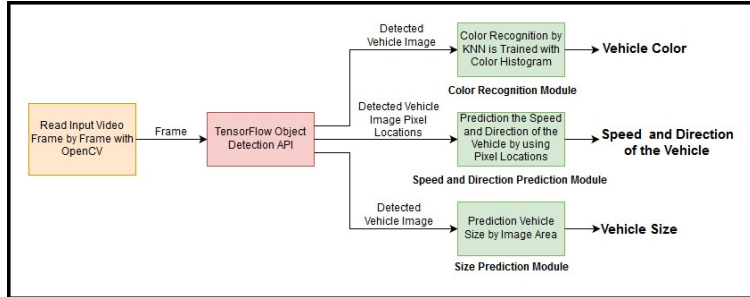 Read Input Video
Frame by Frame with
OpenCV
Frame
TensorFlow Object
Detection API
Detected
Vehicle Image
Color Recognition by
KNN is Trained with
Color Histogram
Color Recognition Module
Vehicle Color
Detected Vehicle
Image Pixel
Locations
Prediction the Speed
and Direction of the
Vehicle by using
Pixel Locations
Speed and Direction Prediction Module
Speed and Direction
of the Vehicle
Detected
Vehicle Image
Prediction Vehicle
Size by Image Area
Size Prediction Module
Vehicle Size